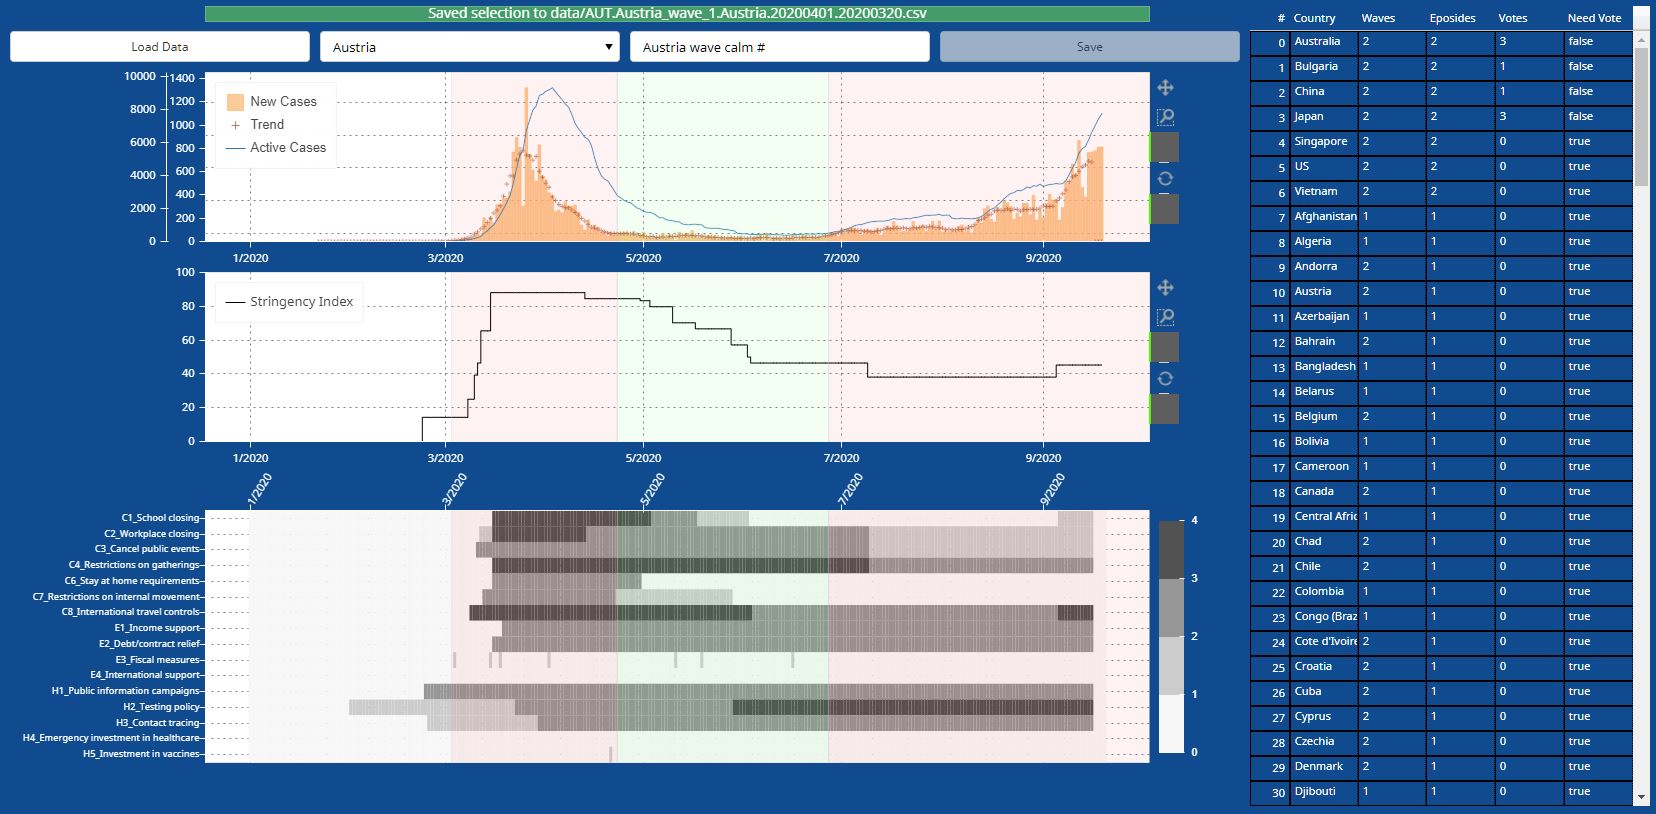 Saved selection to data/AUT.Austria_wave_1.Austria.20200401.20200320.csv
Load Data
Austria
Austria wave calm #
Save
10000
8000
6000
4000
2000
0
1400
1200
1000
800
600
400
200
0
New Cases
Trend
Active Cases
1/2020 3/2020 5/2020 7/2020 9/2020
100
80
60
40
20
0
Stringency Index
1/2020 3/2020 5/2020 7/2020 9/2020
1/2020 3/2020 5/2020 7/2020 9/2020
C1_School closing
C2_Workplace closing
C3_Cancel public events
C4_Restrictions on gatherings
C6_Stay at home requirements
C7_Restrictions on internal movement
C8_International travel controls
E1_Income support
E2_Debt/contract relief
E3_Fiscal measures
E4_International support
H1_Public information campaigns
H2_Testing policy
H3_Contact tracing
H4_Emergency investment in healthcare
H5_Investment in vaccines
4
3
2
1
0
# Country Waves Eposides Votes Need Vote
0 Australia 2 2 3 false
1 Bulgaria 2 2 1 false
2 China 2 2 1 false
3 Japan 2 2 3 false
4 Singapore 2 2 0 true
5 US 2 2 0 true
6 Vietnam 2 2 0 true
7 Afghanistan 1 1 0 true
8 Algeria 1 1 0 true
9 Andorra 2 1 0 true
10 Austria 2 1 0 true
11 Azerbaijan 1 1 0 true
12 Bahrain 2 1 0 true
13 Bangladesh 1 1 0 true
14 Belarus 1 1 0 true
15 Belgium 2 1 0 true
16 Bolivia 1 1 0 true
17 Cameroon 1 1 0 true
18 Canada 2 1 0 true
19 Central Afric 1 1 0 true
20 Chad 2 1 0 true
21 Chile 2 1 0 true
22 Colombia 1 1 0 true
23 Congo (Braz 1 1 0 true
24 Cote d'Ivoire 2 1 0 true
25 Croatia 2 1 0 true
26 Cuba 2 1 0 true
27 Cyprus 2 1 0 true
28 Czechia 2 1 0 true
29 Denmark 2 1 0 true
30 Djibouti 1 1 0 true